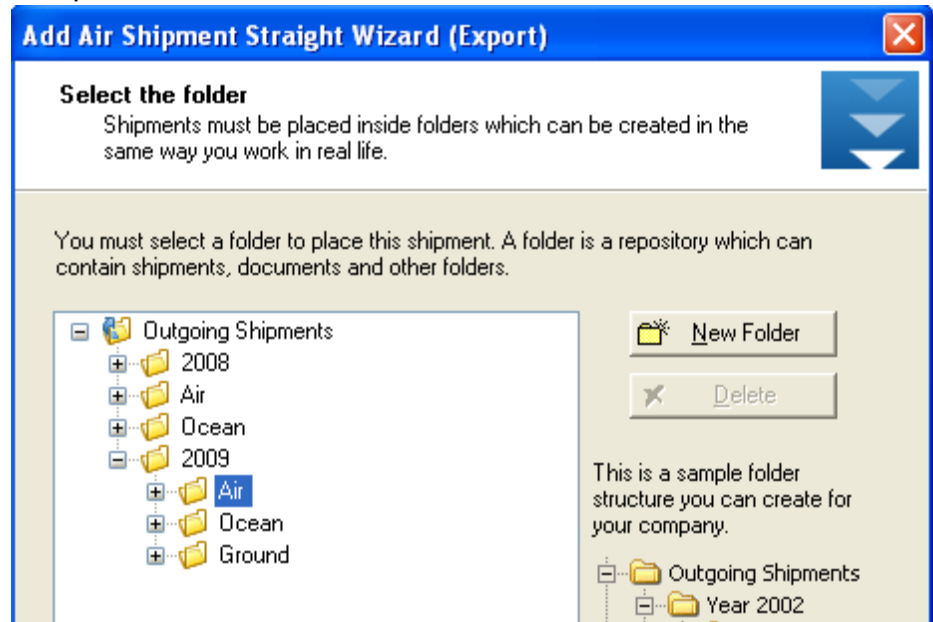 Add Air Shipment Straight Wizard (Export)
Select the folder
Shipments must be placed inside folders which can be created in the
same way you work in real life.
You must select a folder to place this shipment. A folder is a repository which can
contain shipments, documents and other folders.
Outgoing Shipments
2008
Air
Ocean
2009
Air
Ocean
Ground
New Folder
Delete
This is a sample folder
structure you can create for
your company.
Outgoing Shipments
Year 2002